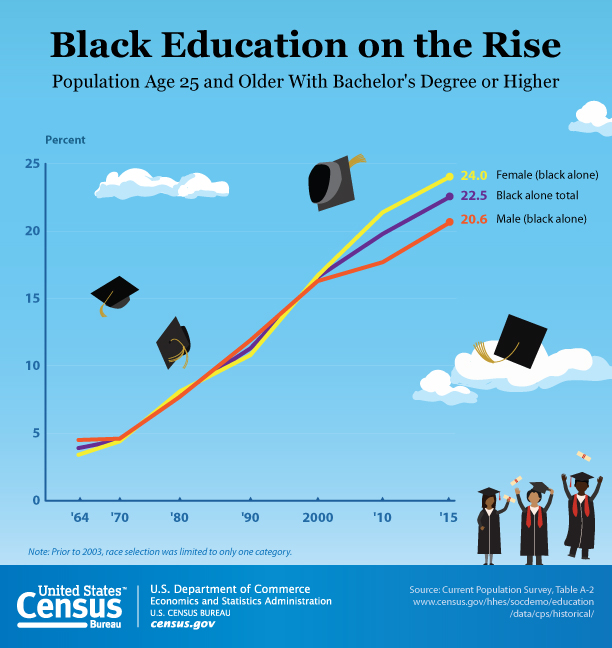 Black Education on the Rise
Population Age 25 and Older With Bachelor's Degree or Higher
Percent
25
20
15
10
5
0
24.0 Female (black alone)
22.5 Black alone total
20.6 Male (black alone)
'64 '70 '80 '90 2000 '10 '15
Note: Prior to 2003, race selection was limited to only one category.
United States™
Census
Bureau
U.S. Department of Commerce
Economics and Statistics Administration
U.S. CENSUS BUREAU
census.gov
Source: Current Population Survey, Table A-2
www.census.gov/hhes/socdemo/education
/data/cps/historical/